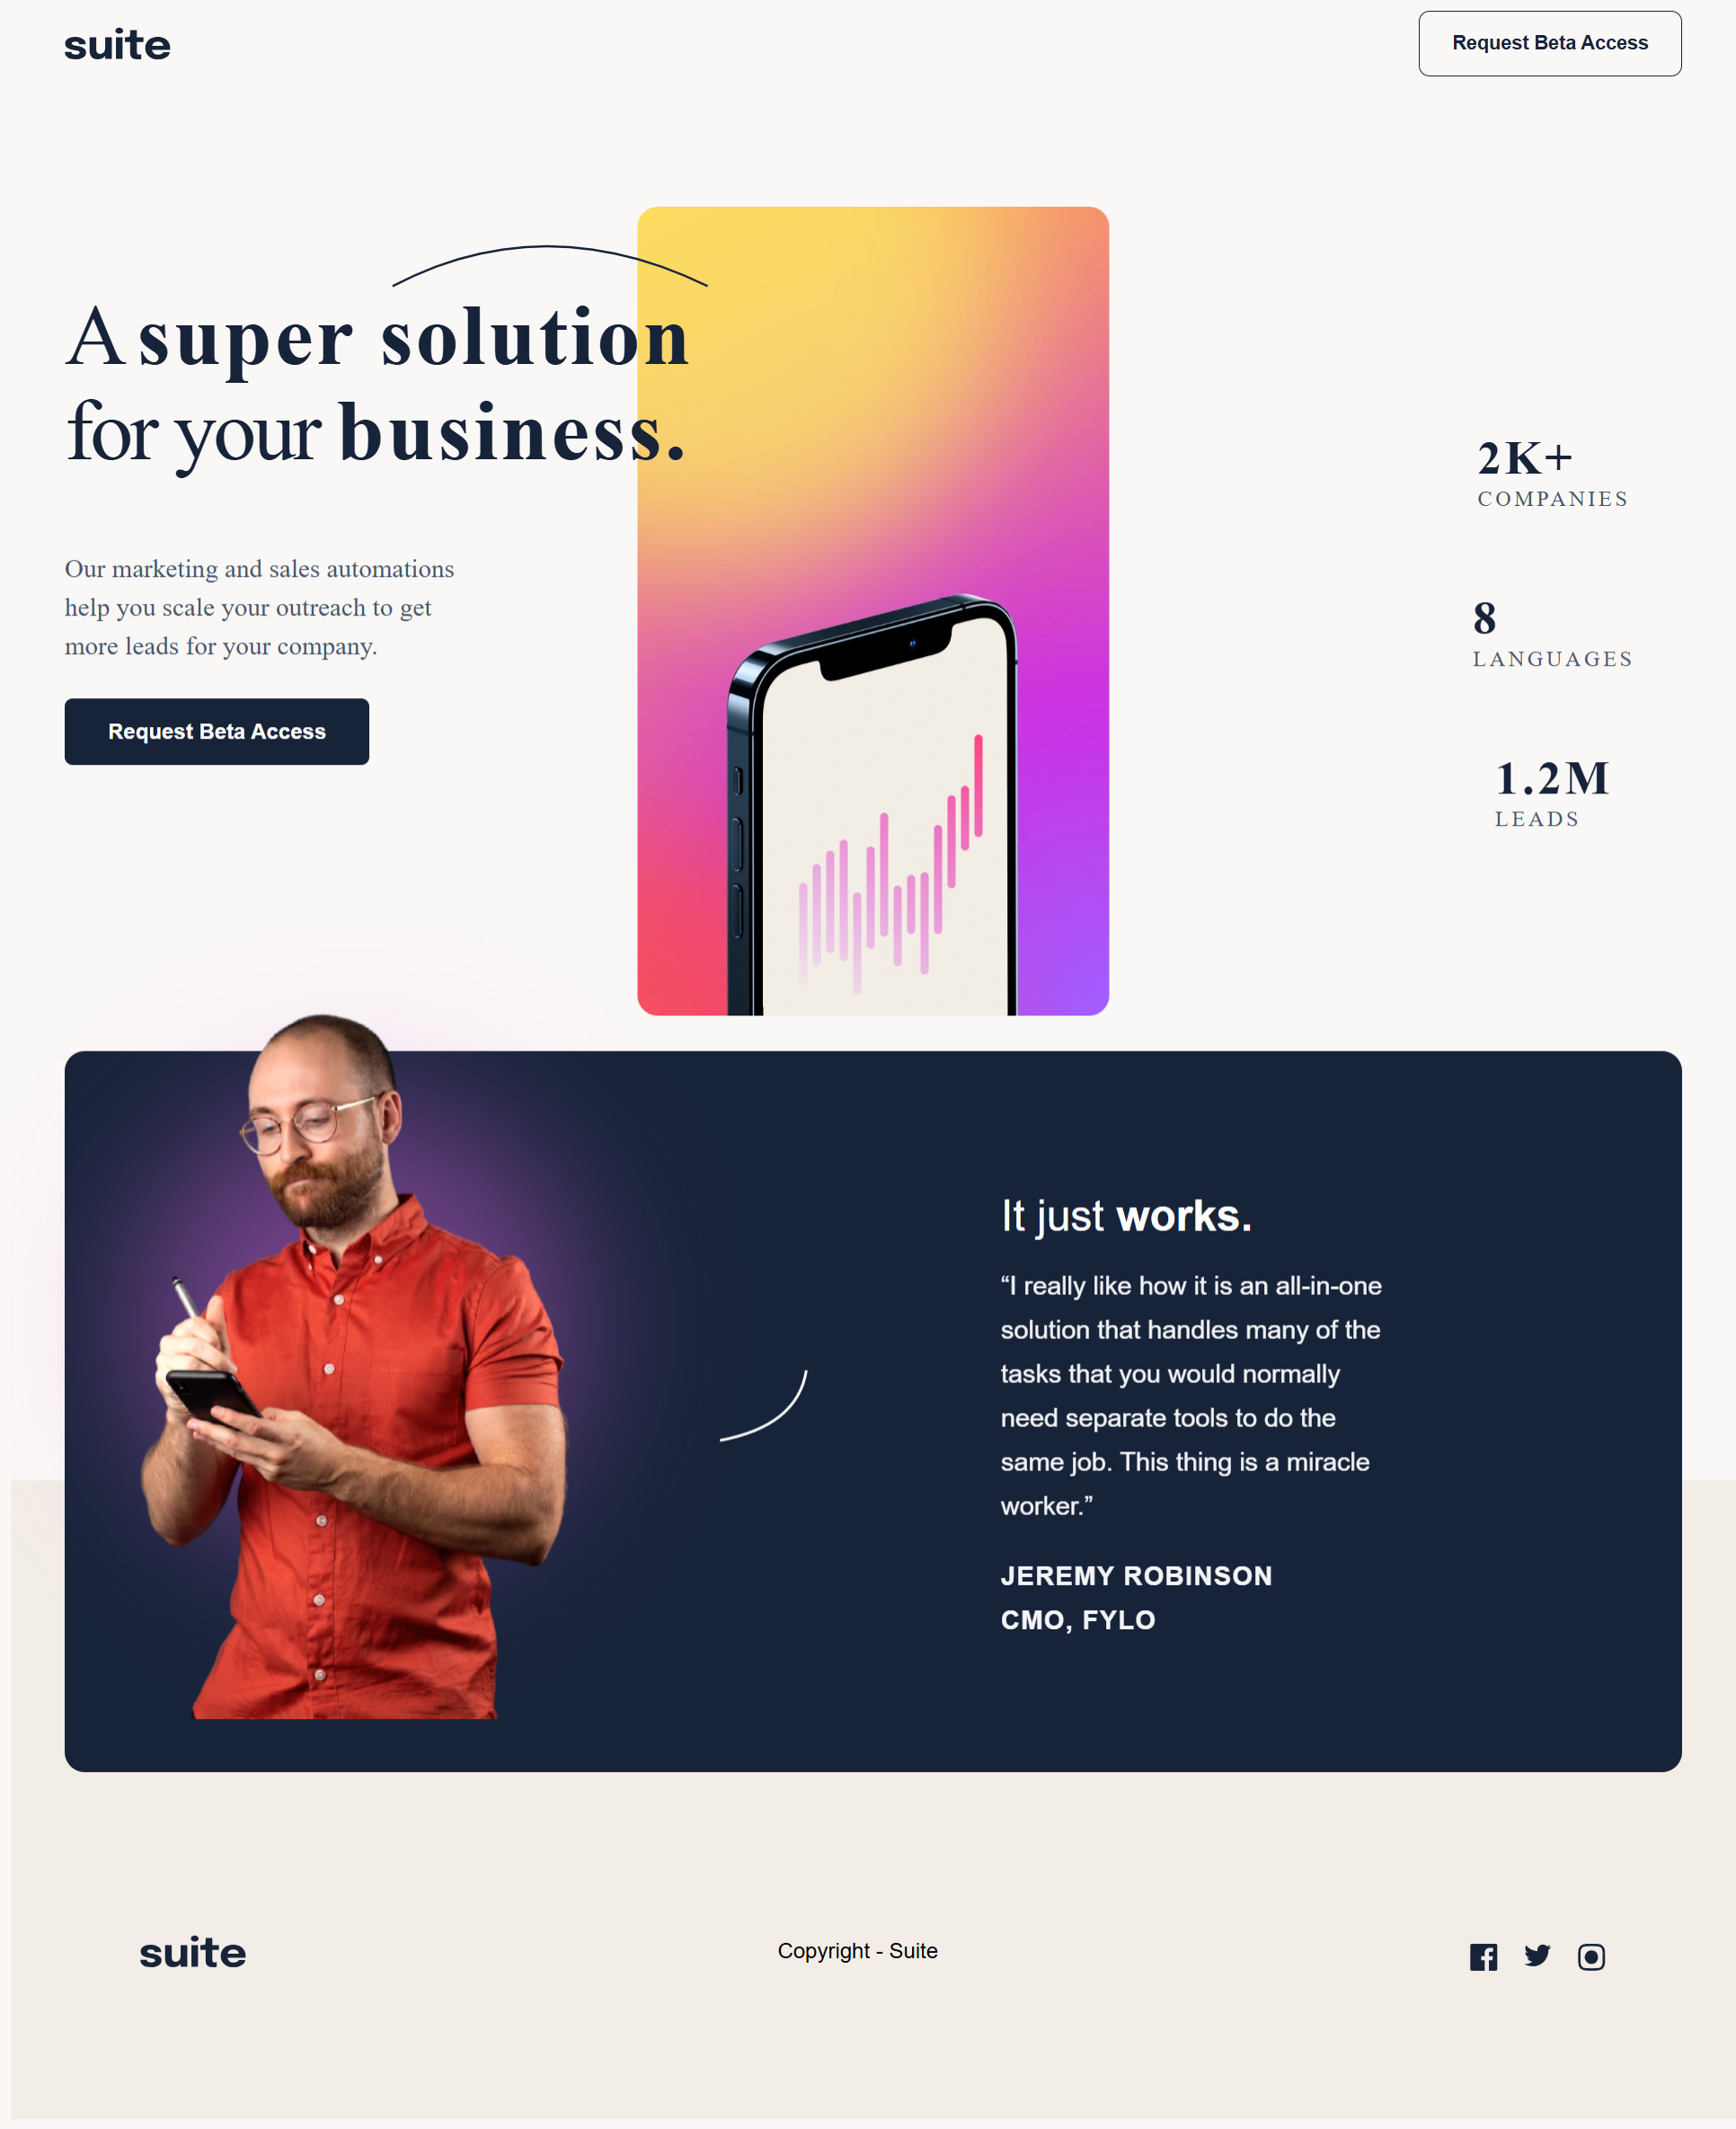 suite
Request Beta Access
A super solution
for your business.
Our marketing and sales automations
help you scale your outreach to get
more leads for your company.
Request Beta Access
2K+
COMPANIES
8
LANGUAGES
1.2M
LEADS
It just works.
“I really like how it is an all-in-one
solution that handles many of the
tasks that you would normally
need separate tools to do the
same job. This thing is a miracle
worker.”
JEREMY ROBINSON
CMO, FYLO
suite
Copyright - Suite